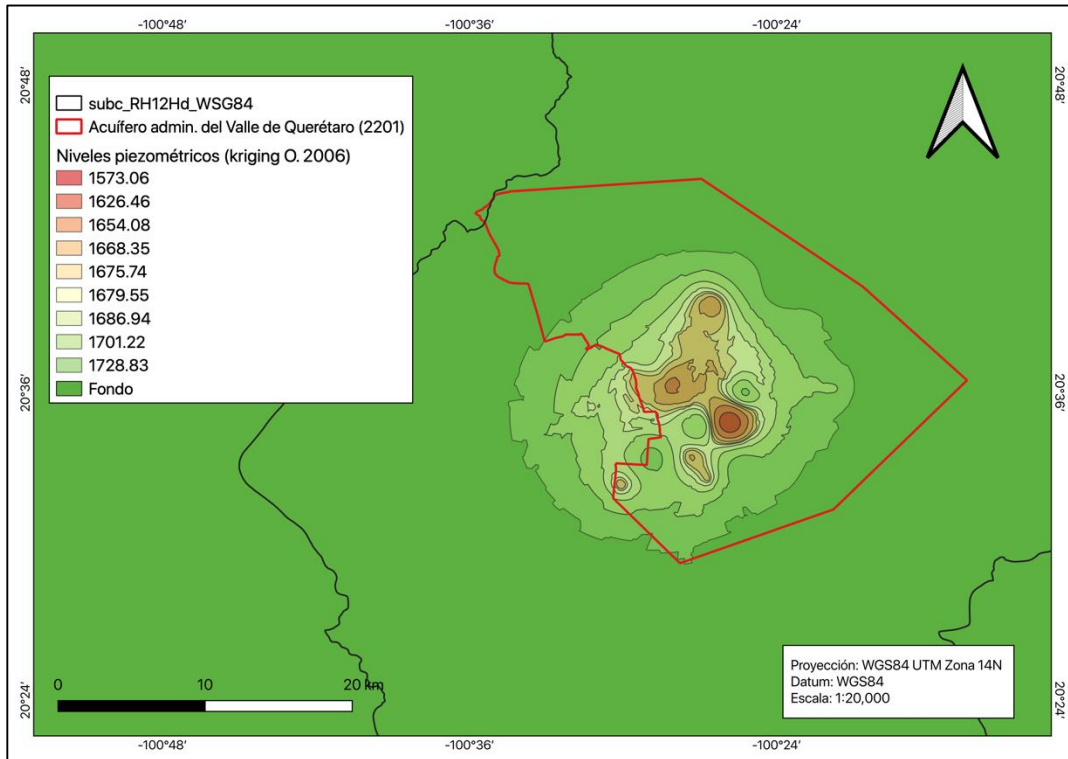 -100°48′ -100°36′ -100°24′
20°48′ 20°48′
subc_RH12Hd_WSG84
Acuífero admin. del Valle de Querétaro (2201)
Niveles piezométricos (kriging O. 2006)
1573.06
1626.46
1654.08
1668.35
1675.74
1679.55
1686.94
1701.22
1728.83
Fondo
20°36′ 20°36′
0 10 20 km
Proyección: WGS84 UTM Zona 14N
Datum: WGS84
Escala: 1:20,000
20°24′ 20°24′
-100°48′ -100°36′ -100°24′